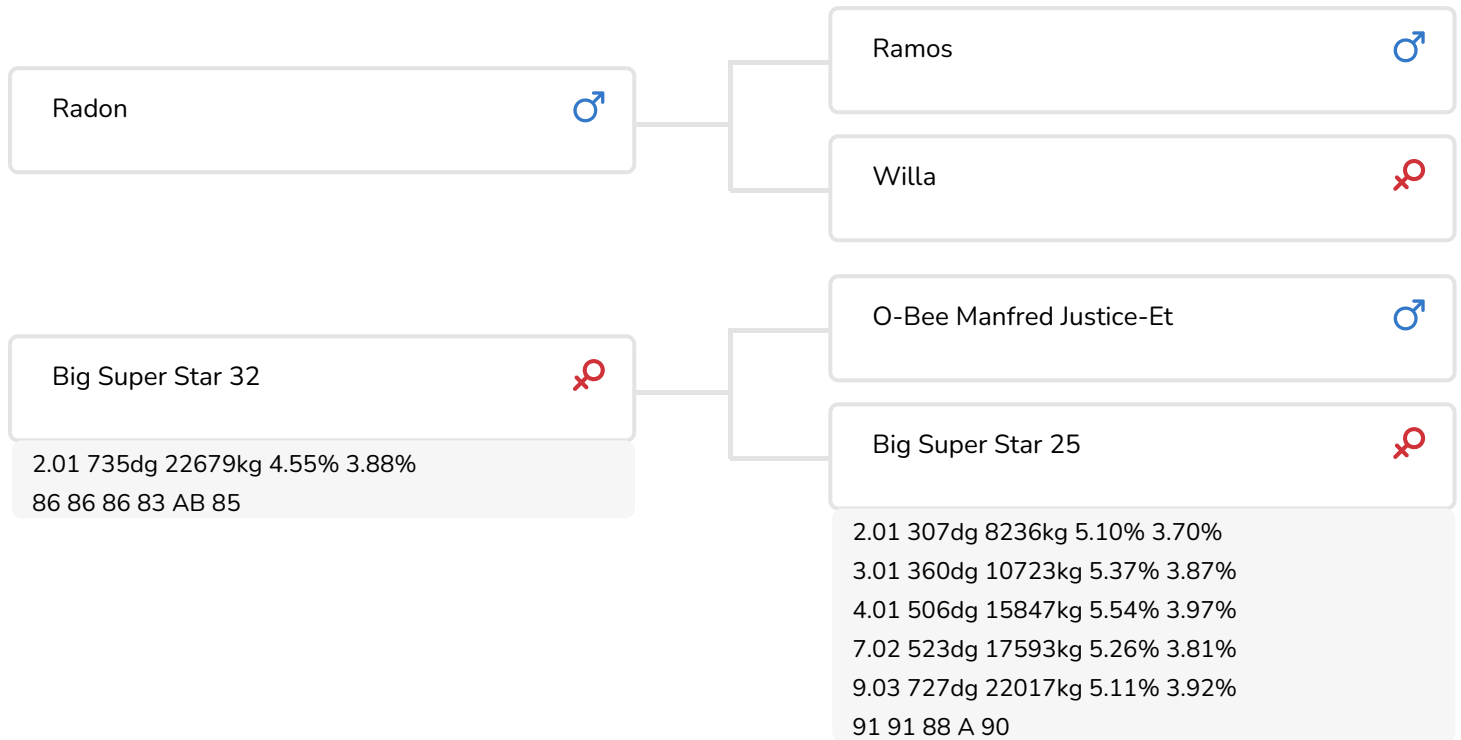 Radon
Ramos
Willa
Big Super Star 32
2.01 735dg 22679kg 4.55% 3.88%
86 86 86 83 AB 85
O-Bee Manfred Justice-Et
Big Super Star 25
2.01 307dg 8236kg 5.10% 3.70%
3.01 360dg 10723kg 5.37% 3.87%
4.01 506dg 15847kg 5.54% 3.97%
7.02 523dg 17593kg 5.26% 3.81%
9.03 727dg 22017kg 5.11% 3.92%
91 91 88 A 90